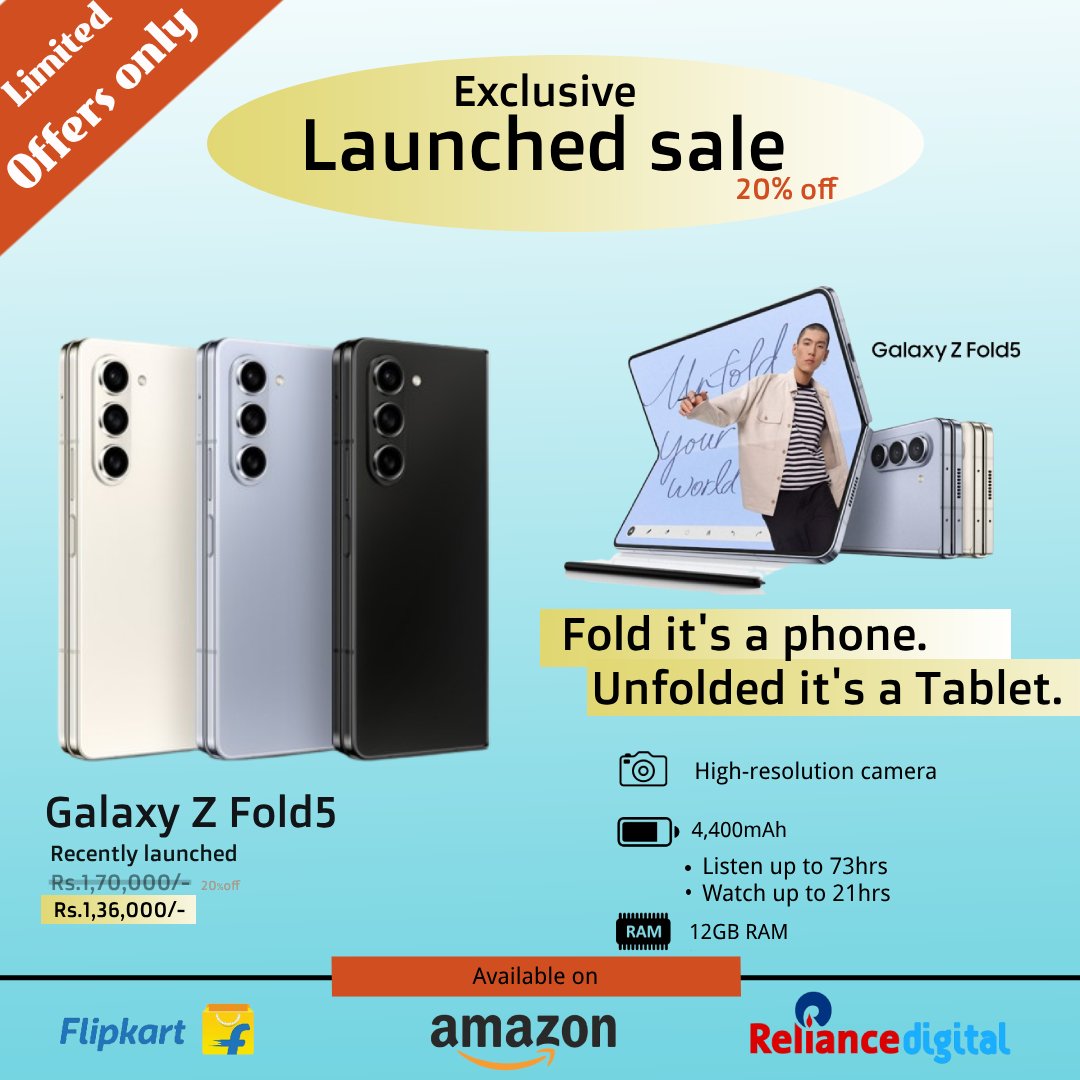 Limited
Offers only
Exclusive
Launched sale
20% off
Galaxy Z Fold5
Unfold
your
world
Fold it's a phone.
Unfolded it's a Tablet.
High-resolution camera
4,400mAh
• Listen up to 73hrs
• Watch up to 21hrs
RAM 12GB RAM
Galaxy Z Fold5
Recently launched
Rs.1,70,000/- 20%off
Rs.1,36,000/-
Available on
Flipkart
amazon
Reliance digital